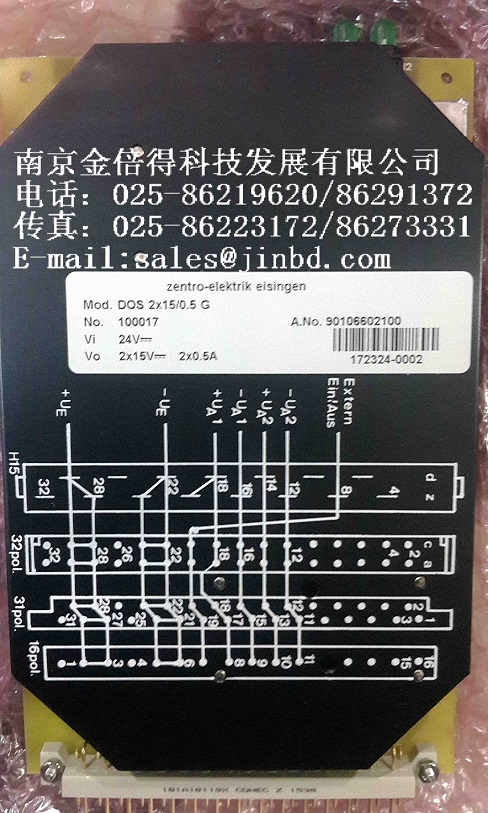 南京金倍得科技发展有限公司
电话：025-86219620/86291372
传真：025-86223172/86273331
E-mail:sales@jinbd.com
zentro-elektrik eisingen
Mod. DOS 2x15/0.5 G
No. 100017 A.No. 90106602100
Vi 24V
Vo 2x15V 2x0.5A
172324-0002
+UE -UE +UA1 -UA1 +UA2 -UA2 Extern Ein/Aus
H15 32 28 22 18 16 14 12 8 4 d z
32pol. 32 28 26 22 18 16 12 4 2 c a
31pol. 31 28 27 25 22 21 19 18 17 15 13 12 11 3 2 1
16pol. 1 3 4 6 8 9 10 11 15 16